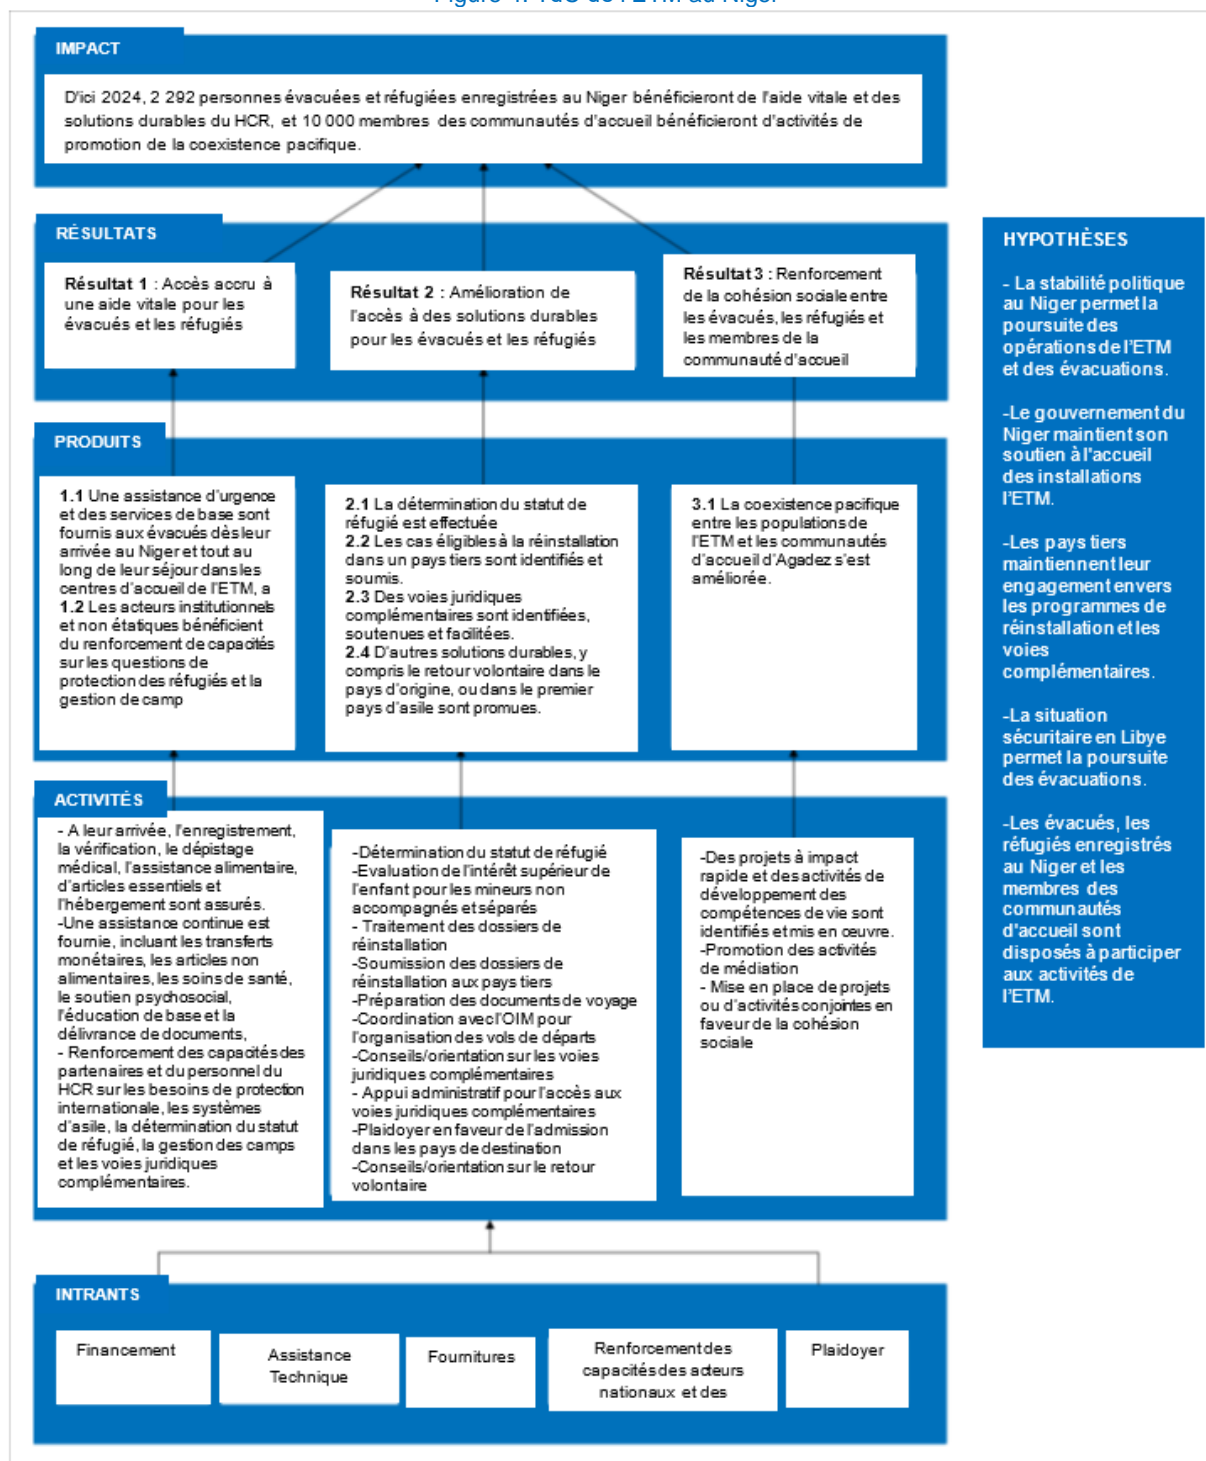 IMPACT
D'ici 2024, 2 292 personnes évacuées et réfugiées enregistrées au Niger bénéficieront de l'aide vitale et des
solutions durables du HCR, et 10 000 membres des communautés d'accueil bénéficieront d'activités de
promotion de la coexistence pacifique.
RÉSULTATS
Résultat 1 : Accès accru à
une aide vitale pour les
évacués et les réfugiés
Résultat 2 : Amélioration de
l'accès à des solutions durables
pour les évacués et les réfugiés
Résultat 3 : Renforcement
de la cohésion sociale entre
les évacués, les réfugiés et
les membres de la
communauté d'accueil
PRODUITS
1.1 Une assistance d'urgence
et des services de base sont
fournis aux évacués dès leur
arrivée au Niger et tout au
long de leur séjour dans les
centres d'accueil de l'ETM, a
1.2 Les acteurs institutionnels
et non étatiques bénéficient
du renforcement de capacités
sur les questions de
protection des réfugiés et la
gestion de camp
2.1 La détermination du statut de
réfugié est effectuée
2.2 Les cas éligibles à la réinstallation
dans un pays tiers sont identifiés et
soumis.
2.3 Des voies juridiques
complémentaires sont identifiées,
soutenues et facilitées.
2.4 D'autres solutions durables, y
compris le retour volontaire dans le
pays d'origine, ou dans le premier
pays d'asile sont promues.
3.1 La coexistence pacifique
entre les populations de
l'ETM et les communautés
d'accueil d'Agadez s'est
améliorée.
ACTIVITÉS
- A leur arrivée, l'enregistrement,
la vérification, le dépistage
médical, l'assistance alimentaire,
d'articles essentiels et
l'hébergement sont assurés.
-Une assistance continue est
fournie, incluant les transferts
monétaires, les articles non
alimentaires, les soins de santé,
le soutien psychosocial,
l'éducation de base et la
délivrance de documents,
- Renforcement des capacités des
partenaires et du personnel du
HCR sur les besoins de protection
internationale, les systèmes
d'asile, la détermination du statut
de réfugié, la gestion des camps
et les voies juridiques
complémentaires.
-Détermination du statut de réfugié
-Evaluation de l'intérêt supérieur de
l'enfant pour les mineurs non
accompagnés et séparés
- Traitement des dossiers de
réinstallation
-Soumission des dossiers de
réinstallation aux pays tiers
-Préparation des documents de voyage
-Coordination avec l'OIM pour
l'organisation des vols de départs
-Conseils/orientation sur les voies
juridiques complémentaires
- Appui administratif pour l'accès aux
voies juridiques complémentaires
-Plaidoyer en faveur de l'admission
dans les pays de destination
-Conseils/orientation sur le retour
volontaire
-Des projets à impact
rapide et des activités de
développement des
compétences de vie sont
identifiés et mis en œuvre.
-Promotion des activités
de médiation
- Mise en place de projets
ou d'activités conjointes en
faveur de la cohésion
sociale
INTRANTS
Financement
Assistance
Technique
Fournitures
Renforcement des
capacités des acteurs
nationaux et des
Plaidoyer
HYPOTHÈSES
- La stabilité politique
au Niger permet la
poursuite des
opérations de l'ETM
et des évacuations.
-Le gouvernement du
Niger maintient son
soutien à l'accueil
des installations
l'ETM.
-Les pays tiers
maintiennent leur
engagement envers
les programmes de
réinstallation et les
voies
complémentaires.
-La situation
sécuritaire en Libye
permet la poursuite
des évacuations.
-Les évacués, les
réfugiés enregistrés
au Niger et les
membres des
communautés
d'accueil sont
disposés à participer
aux activités de
l'ETM.